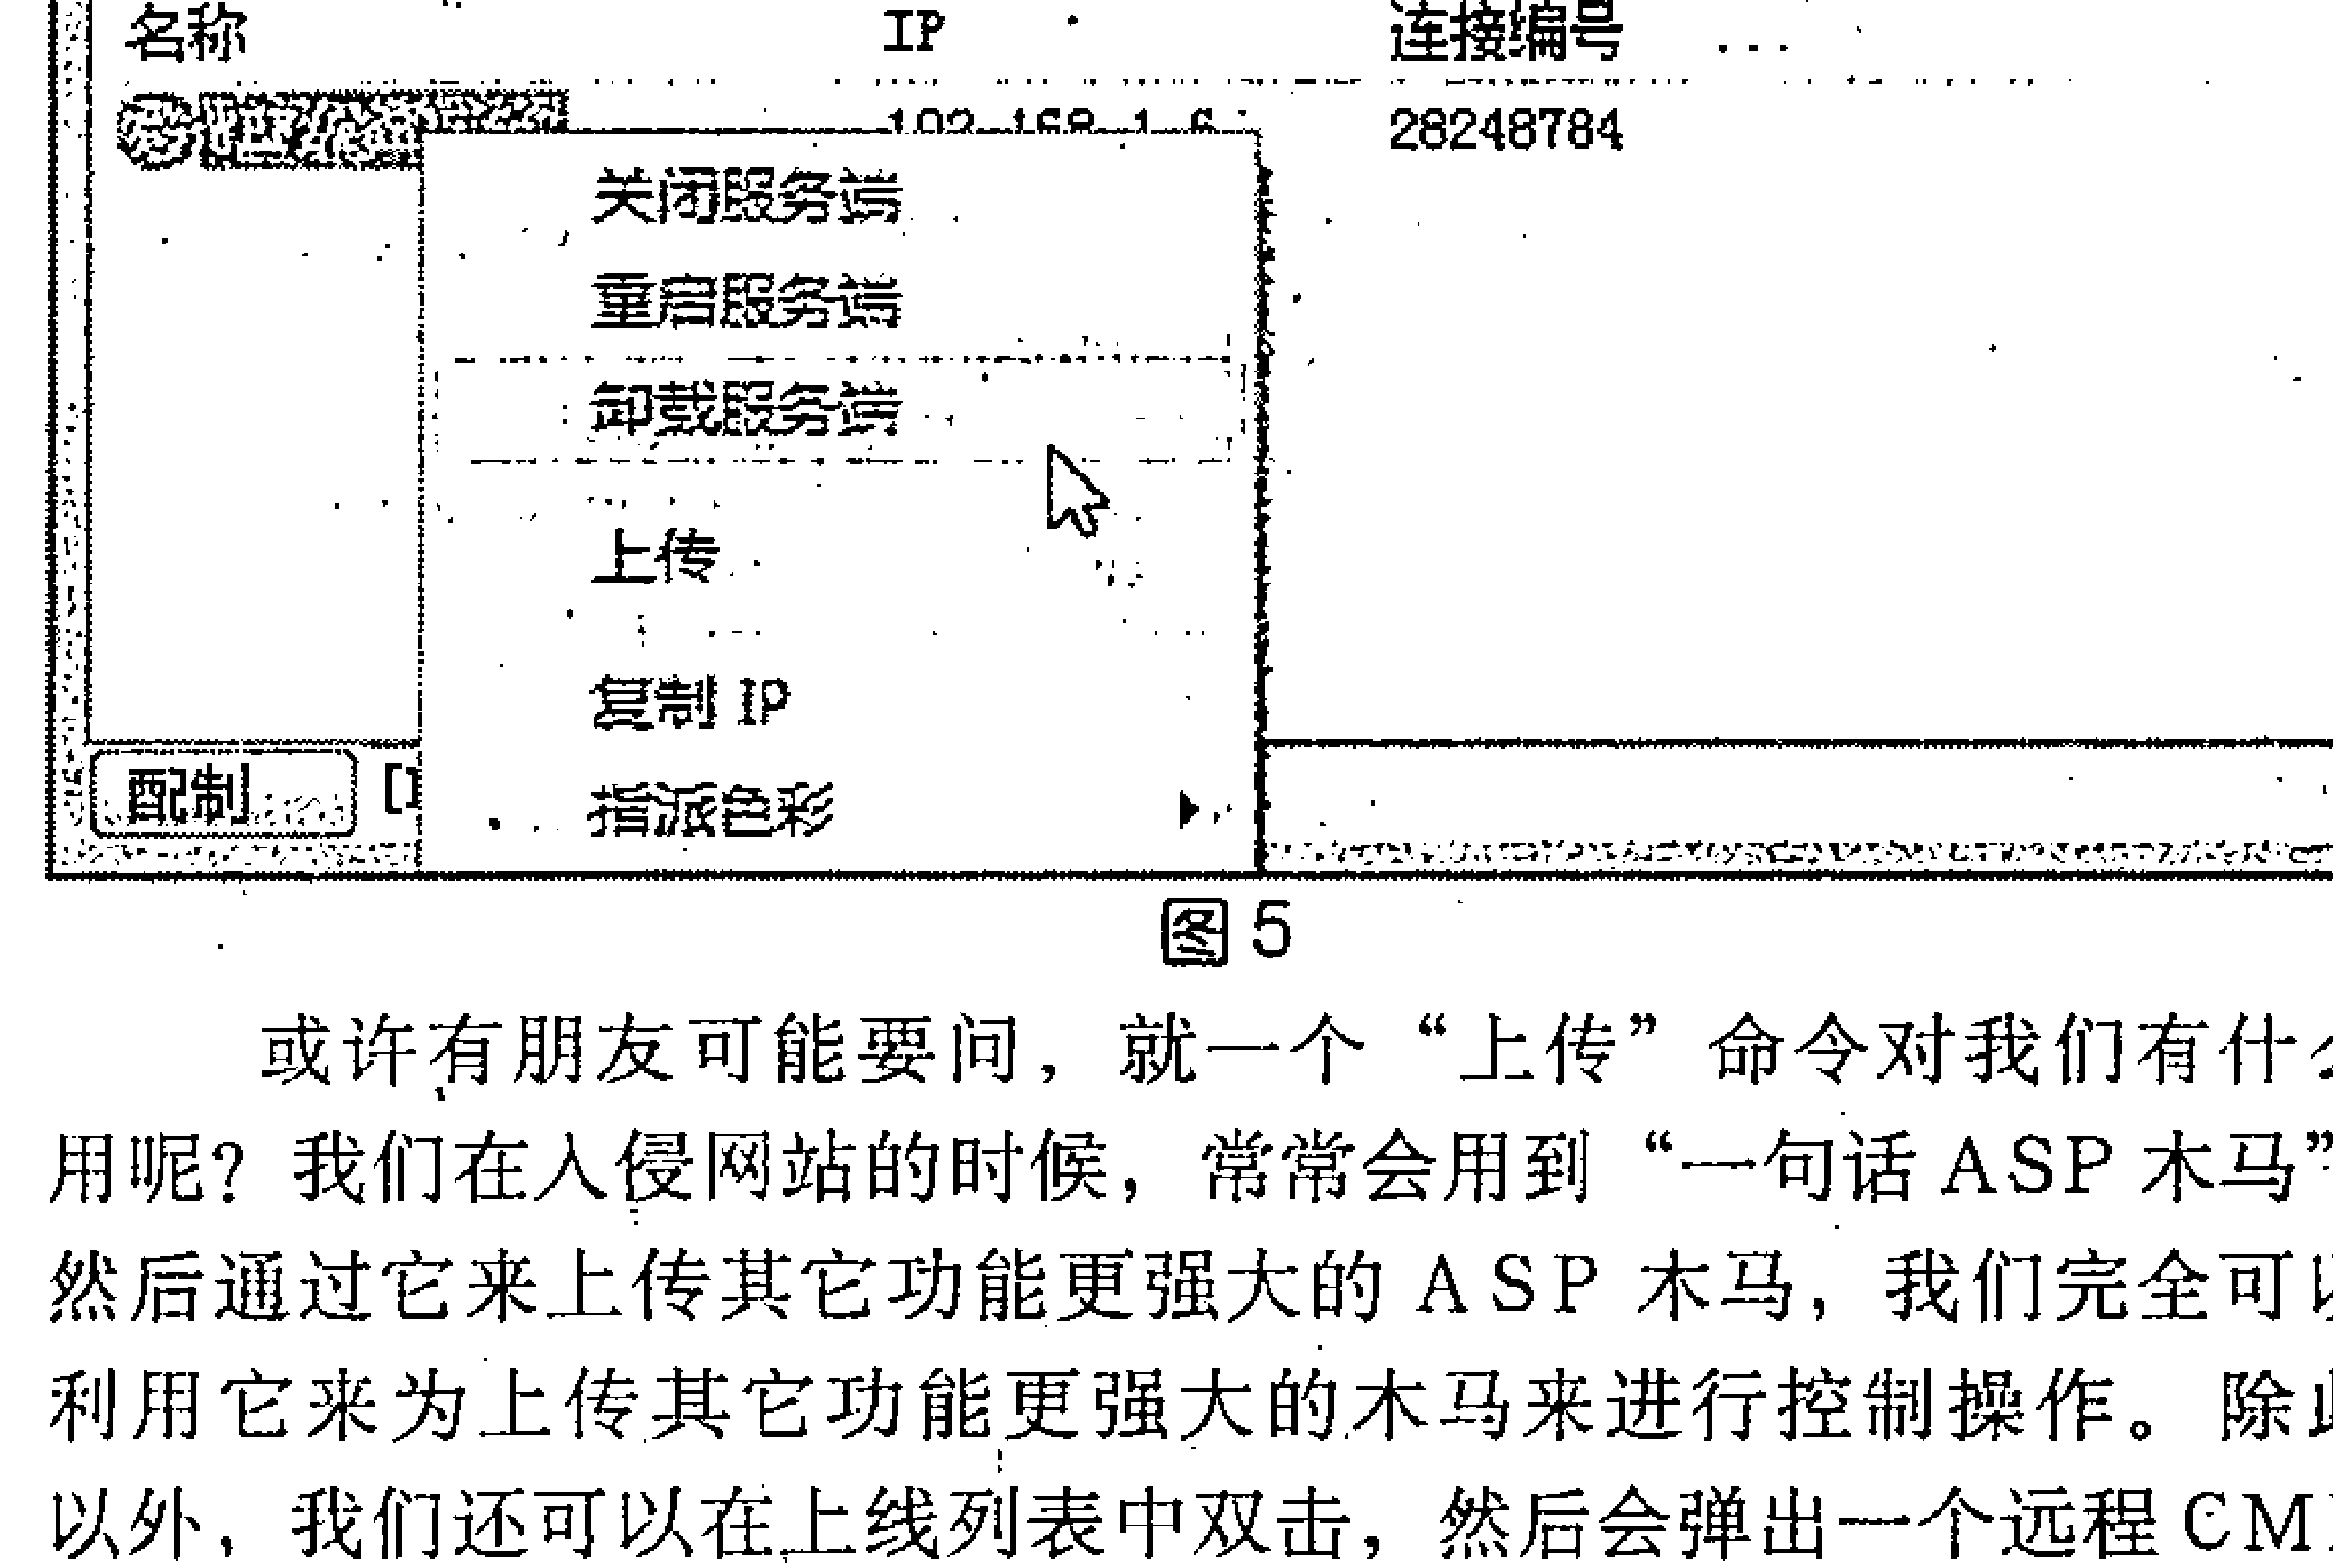 名称 IP 连接编号 ...
28248784
关闭服务端
重启服务端
卸载服务端
上传
复制 IP
配制 [
指派色彩
图 5
或许有朋友可能要问，就一个“上传”命令对我们有什
用呢？我们在入侵网站的时候，常常会用到“一句话 ASP 木马”
然后通过它来上传其它功能更强大的 ASP 木马，我们完全可
利用它来为上传其它功能更强大的木马来进行控制操作。除
以外，我们还可以在上线列表中双击，然后会弹出一个远程 CM